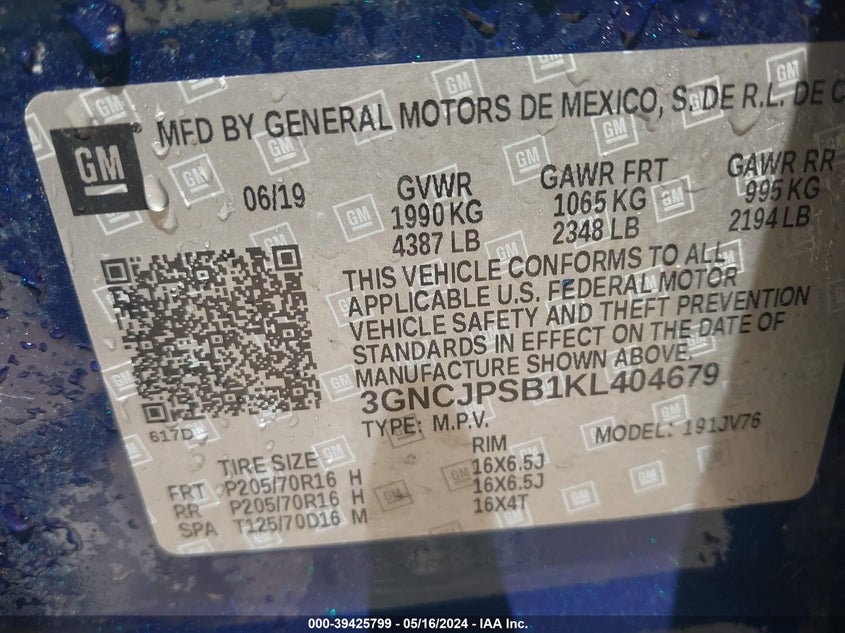 GM
MFD BY GENERAL MOTORS DE MEXICO, S. DE R.L. DE C
06/19
GVWR
1990 KG
4387 LB
GAWR FRT
1065 KG
2348 LB
GAWR RR
995 KG
2194 LB
THIS VEHICLE CONFORMS TO ALL
APPLICABLE U.S. FEDERAL MOTOR
VEHICLE SAFETY AND THEFT PREVENTION
STANDARDS IN EFFECT ON THE DATE OF
MANUFACTURE SHOWN ABOVE.
3GNCJPSB1KL404679
617D
TYPE: M.P.V.
MODEL: 191JV76
TIRE SIZE RIM
FRT P205/70R16 H 16X6.5J
RR P205/70R16 H 16X6.5J
SPA T125/70D16 M 16X4T
000-39425799 - 05/16/2024 - IAA Inc.